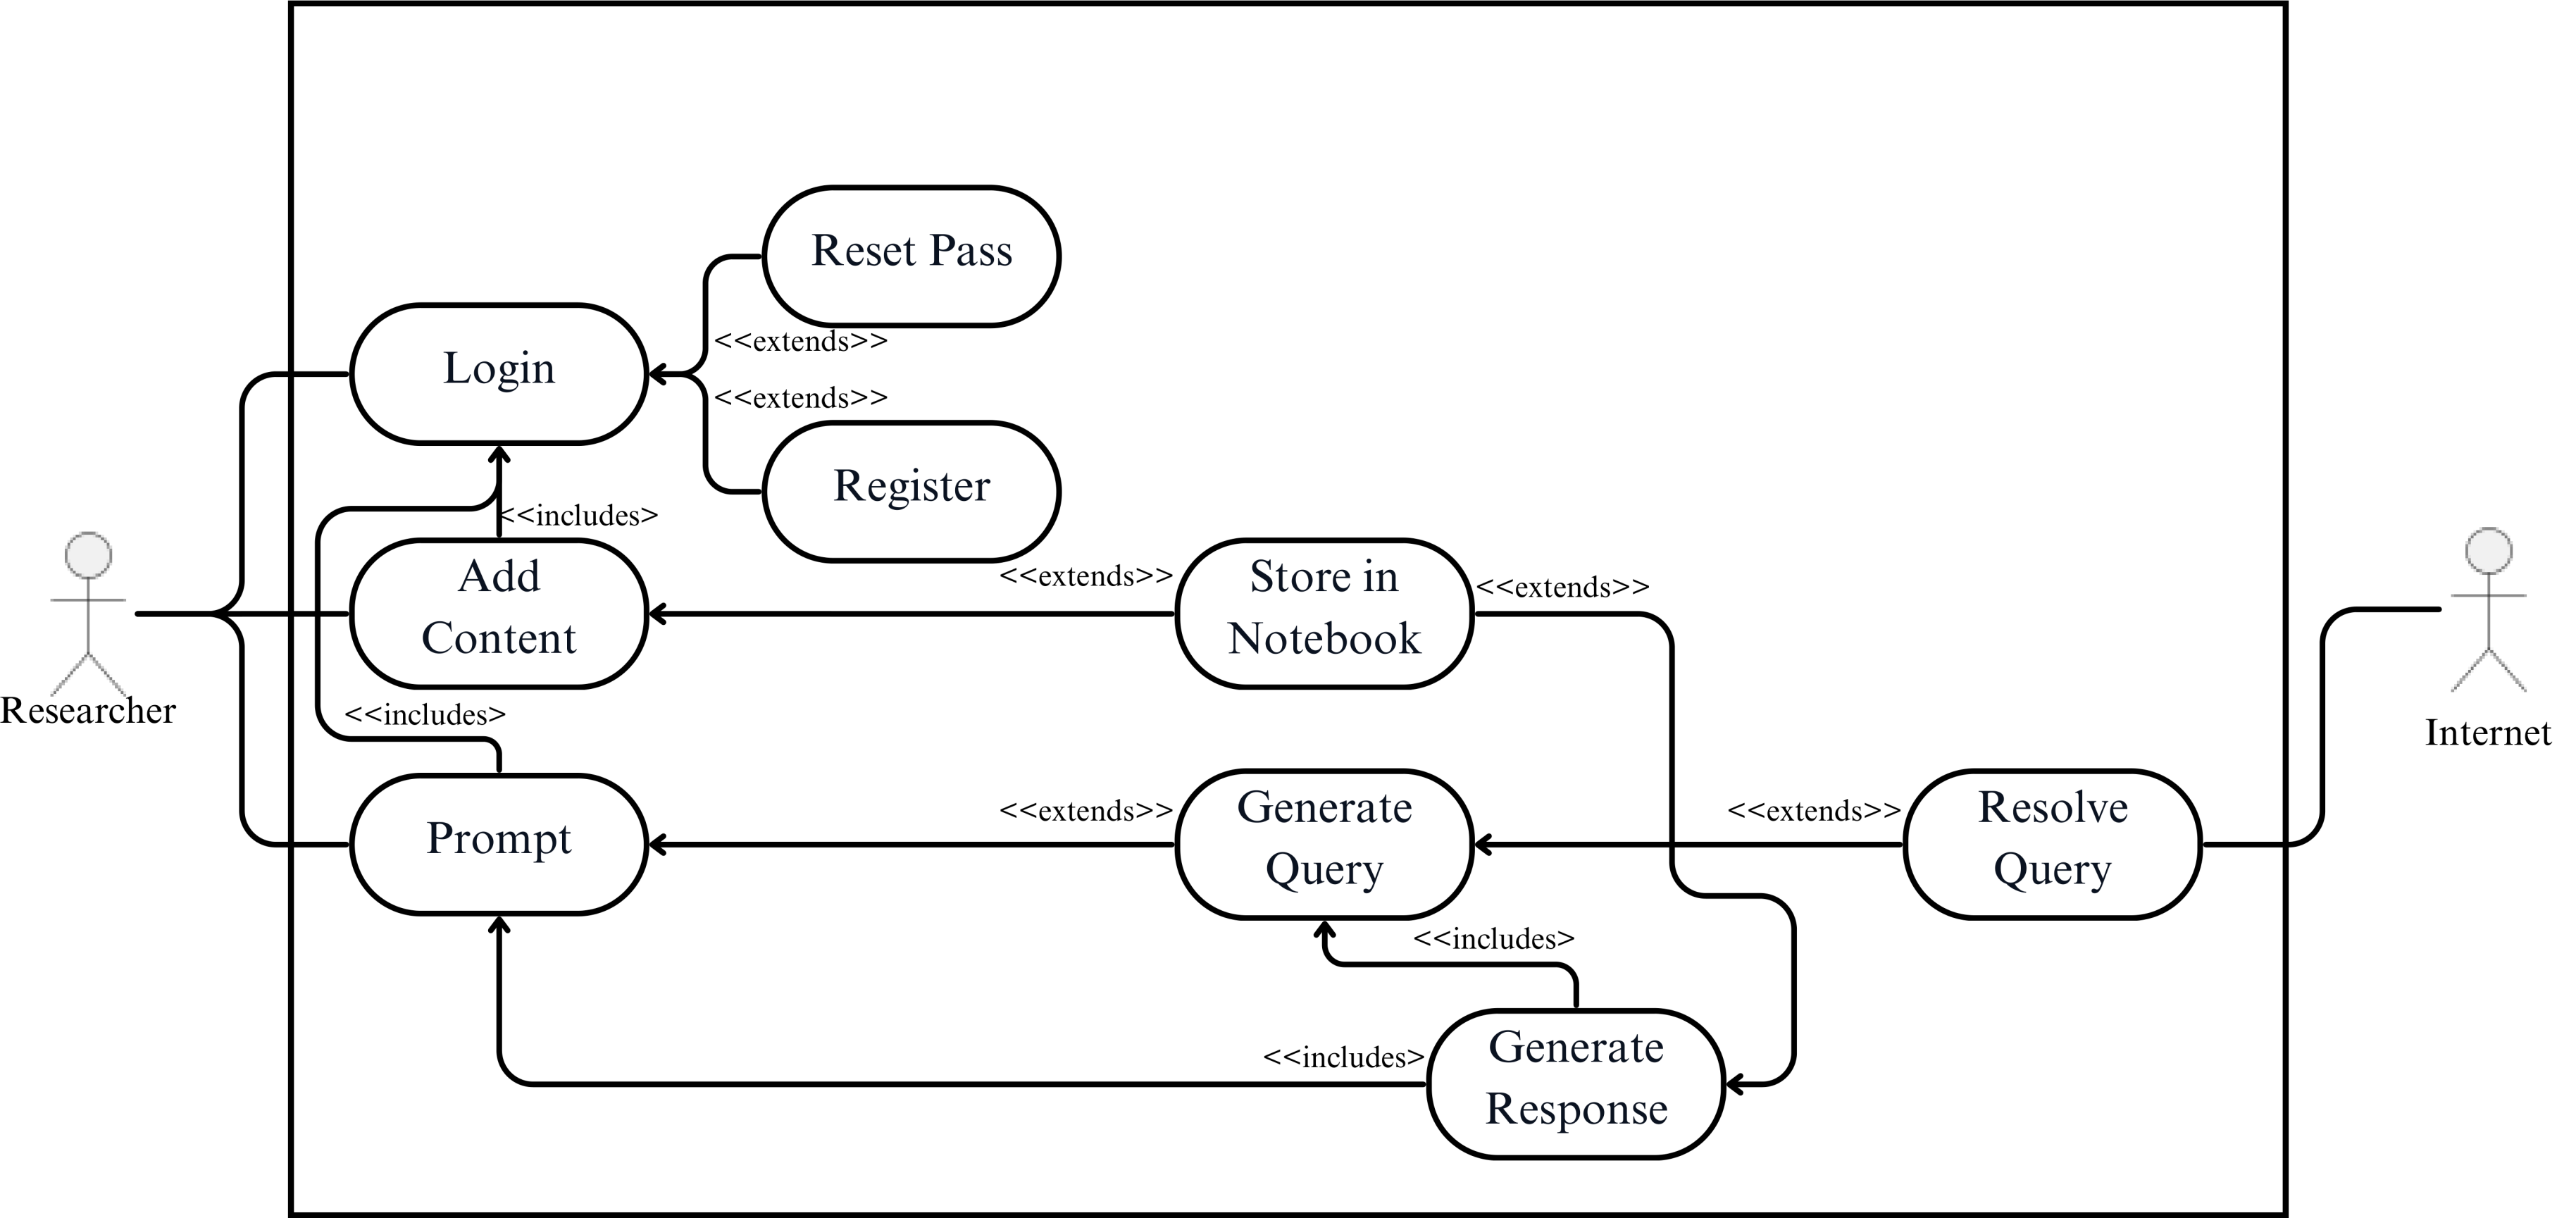 Reset Pass
<<extends>>
Login
<<extends>>
Register
<<includes>
Add
Content
<<extends>>
Store in
Notebook
<<extends>>
Researcher
Internet
<<includes>
Prompt
<<extends>>
Generate
Query
<<extends>>
Resolve
Query
<<includes>
<<includes>
Generate
Response